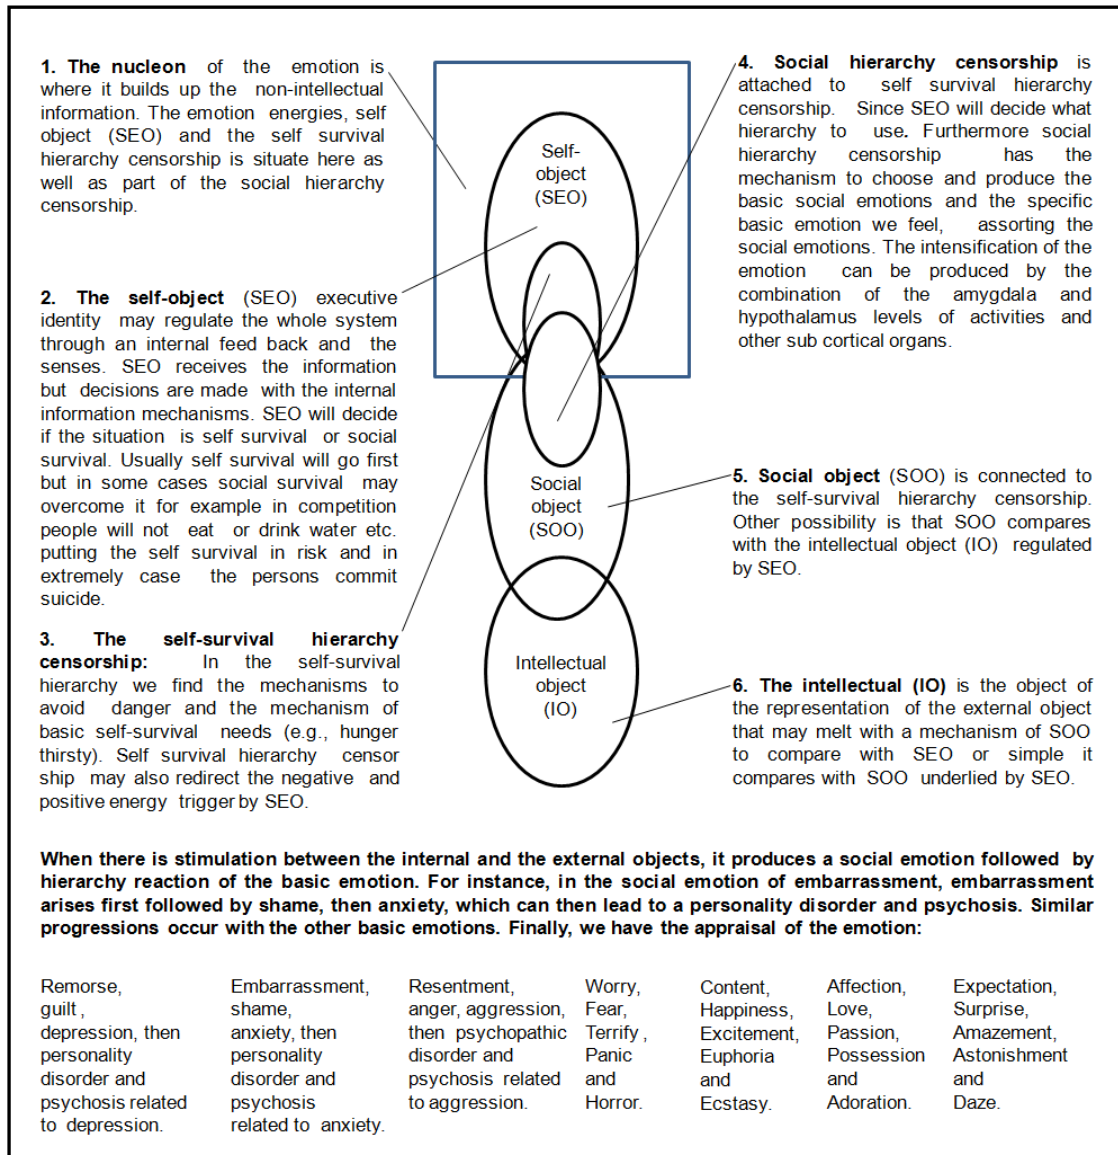 1. The nucleon of the emotion is
where it builds up the non-intellectual
information. The emotion energies, self
object (SEO) and the self survival
hierarchy censorship is situate here as
well as part of the social hierarchy
censorship.
2. The self-object (SEO) executive
identity may regulate the whole system
through an internal feed back and the
senses. SEO receives the information
but decisions are made with the internal
information mechanisms. SEO will decide
if the situation is self survival or social
survival. Usually self survival will go first
but in some cases social survival may
overcome it for example in competition
people will not eat or drink water etc.
putting the self survival in risk and in
extremely case the persons commit
suicide.
3. The self-survival hierarchy
censorship: In the self-survival
hierarchy we find the mechanisms to
avoid danger and the mechanism of
basic self-survival needs (e.g., hunger
thirsty). Self survival hierarchy censor
ship may also redirect the negative and
positive energy trigger by SEO.
Self-
object
(SEO)
Social
object
(SOO)
Intellectual
object
(IO)
4. Social hierarchy censorship is
attached to self survival hierarchy
censorship. Since SEO will decide what
hierarchy to use. Furthermore social
hierarchy censorship has the
mechanism to choose and produce the
basic social emotions and the specific
basic emotion we feel, assorting the
social emotions. The intensification of the
emotion can be produced by the
combination of the amygdala and
hypothalamus levels of activities and
other sub cortical organs.
5. Social object (SOO) is connected to
the self-survival hierarchy censorship.
Other possibility is that SOO compares
with the intellectual object (IO) regulated
by SEO.
6. The intellectual (IO) is the object of
the representation of the external object
that may melt with a mechanism of SOO
to compare with SEO or simple it
compares with SOO underlied by SEO.
When there is stimulation between the internal and the external objects, it produces a social emotion followed by
hierarchy reaction of the basic emotion. For instance, in the social emotion of embarrassment, embarrassment
arises first followed by shame, then anxiety, which can then lead to a personality disorder and psychosis. Similar
progressions occur with the other basic emotions. Finally, we have the appraisal of the emotion:
Remorse,
guilt ,
depression, then
personality
disorder and
psychosis related
to depression.
Embarrassment,
shame,
anxiety, then
personality
disorder and
psychosis
related to anxiety.
Resentment,
anger, aggression,
then psychopathic
disorder and
psychosis related
to aggression.
Worry,
Fear,
Terrify ,
Panic
and
Horror.
Content,
Happiness,
Excitement,
Euphoria
and
Ecstasy.
Affection,
Love,
Passion,
Possession
and
Adoration.
Expectation,
Surprise,
Amazement,
Astonishment
and
Daze.